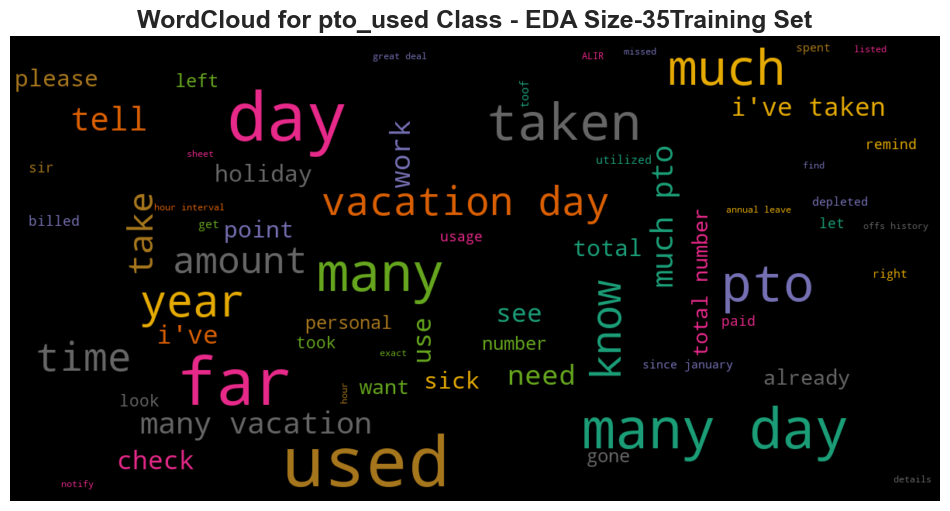 WordCloud for pto_used Class - EDA Size-35Training Set
great deal
ALIR
missed
spent
listed
please
left
much
day
tell
toof
taken
i've taken
work
remind
sheet
utilized
sir
holiday
much pto
find
take
vacation day
depleted
hour interval
annual leave
billed
get
point
let
offs history
usage
total
total number
amount
many
pto
right
year
know
see
paid
personal
i've
use
took
number
time
exact
since january
far
hour
want
sick
need
already
look
many vacation
many day
check
used
gone
notify
details